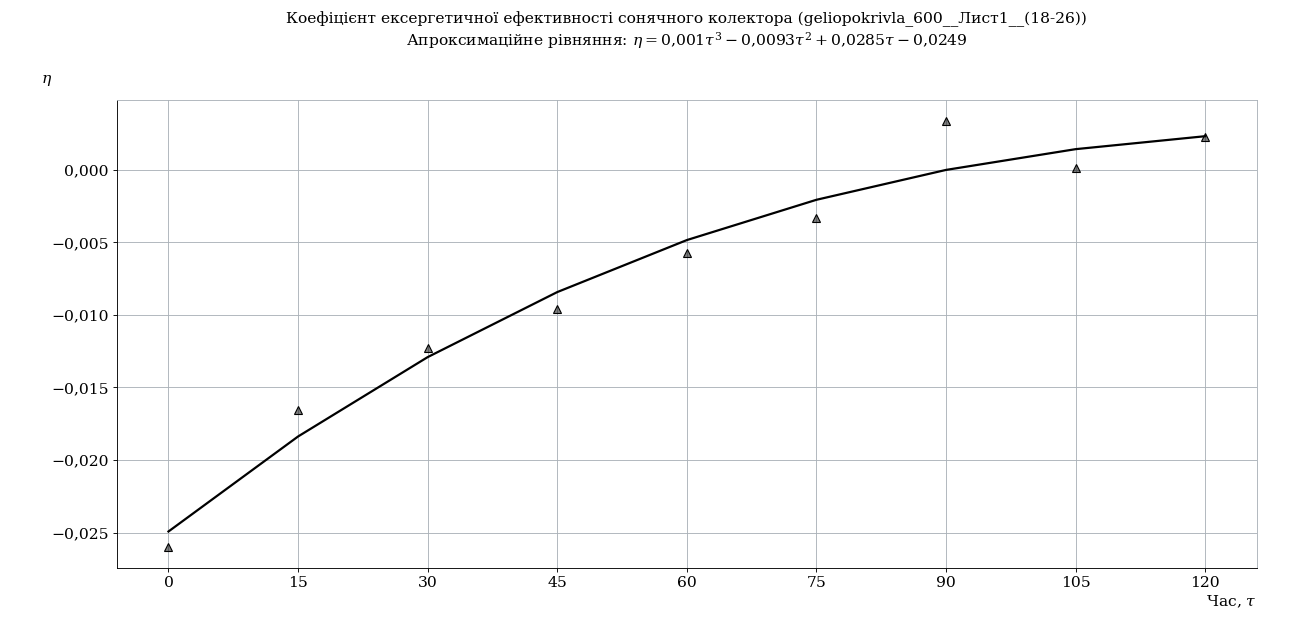 Коефіцієнт ексергетичної ефективності сонячного колектора (geliopokrivla_600__Лист1__(18-26))
Апроксимаційне рівняння: η = 0,001τ³ − 0,0093τ² + 0,0285τ − 0,0249
η
0,000
−0,005
−0,010
−0,015
−0,020
−0,025
0 15 30 45 60 75 90 105 120
Час, τ